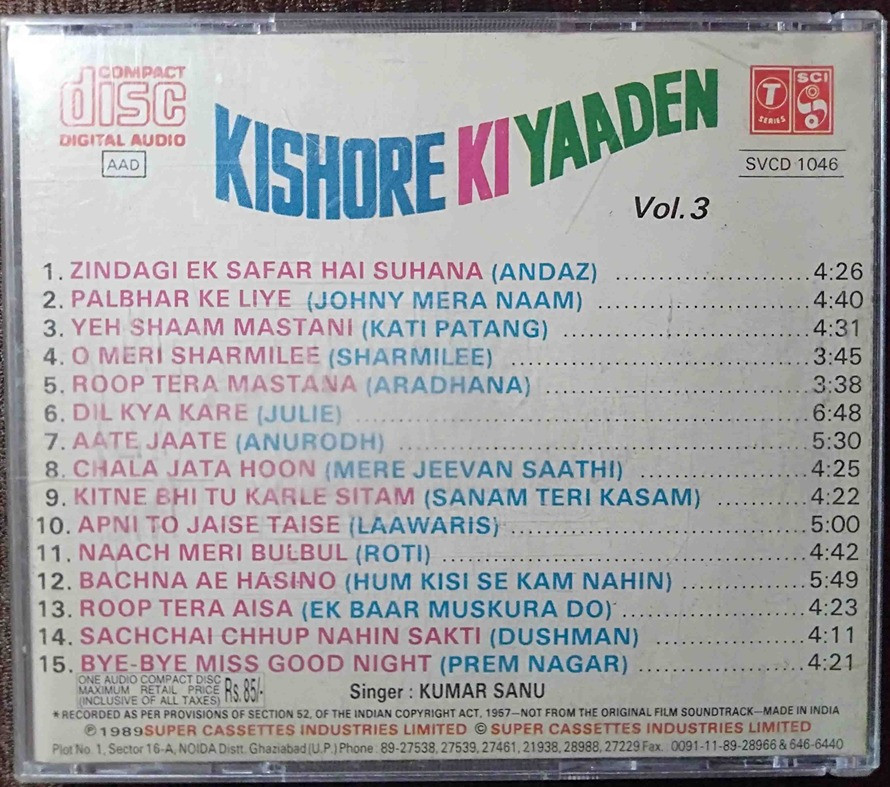 COMPACT
disc
DIGITAL AUDIO
AAD
KISHORE KI YAADEN
Vol.3
T
SERIES
SCI
SVCD 1046
1. ZINDAGI EK SAFAR HAI SUHANA (ANDAZ) 4:26
2. PALBHAR KE LIYE (JOHNY MERA NAAM) 4:40
3. YEH SHAAM MASTANI (KATI PATANG) 4:31
4. O MERI SHARMILEE (SHARMILEE) 3:45
5. ROOP TERA MASTANA (ARADHANA) 3:38
6. DIL KYA KARE (JULIE) 6:48
7. AATE JAATE (ANURODH) 5:30
8. CHALA JATA HOON (MERE JEEVAN SAATHI) 4:25
9. KITNE BHI TU KARLE SITAM (SANAM TERI KASAM) 4:22
10. APNI TO JAISE TAISE (LAAWARIS) 5:00
11. NAACH MERI BULBUL (ROTI) 4:42
12. BACHNA AE HASINO (HUM KISI SE KAM NAHIN) 5:49
13. ROOP TERA AISA (EK BAAR MUSKURA DO) 4:23
14. SACHCHAI CHHUP NAHIN SAKTI (DUSHMAN) 4:11
15. BYE-BYE MISS GOOD NIGHT (PREM NAGAR) 4:21
ONE AUDIO COMPACT DISC
MAXIMUM RETAIL PRICE
(INCLUSIVE OF ALL TAXES)
Rs. 85/-
Singer : KUMAR SANU
*RECORDED AS PER PROVISIONS OF SECTION 52, OF THE INDIAN COPYRIGHT ACT, 1957—NOT FROM THE ORIGINAL FILM SOUNDTRACK—MADE IN INDIA
℗ 1989 SUPER CASSETTES INDUSTRIES LIMITED © SUPER CASSETTES INDUSTRIES LIMITED
Plot No. 1, Sector 16-A, NOIDA Distt. Ghaziabad (U.P.) Phone : 89-27538, 27539, 27461, 21938, 28988, 27229 Fax. : 0091-11-89-28966 & 646-6440